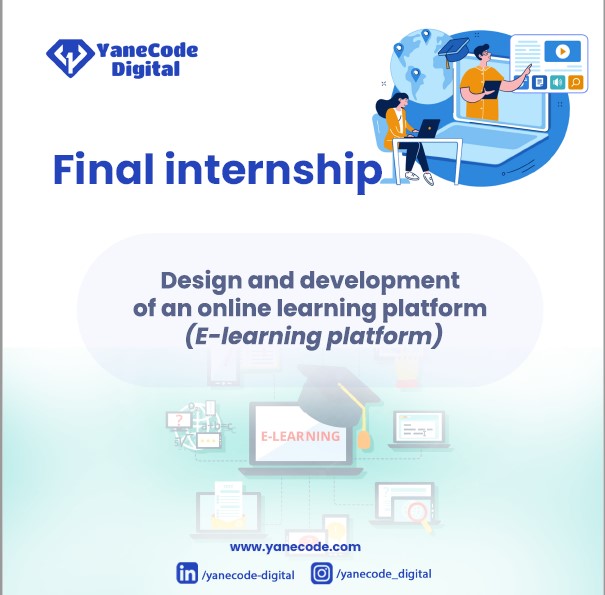 YaneCode
Digital
Final internship
Design and development
of an online learning platform
(E-learning platform)
E-LEARNING
www.yanecode.com
/yanecode-digital
/yanecode_digital